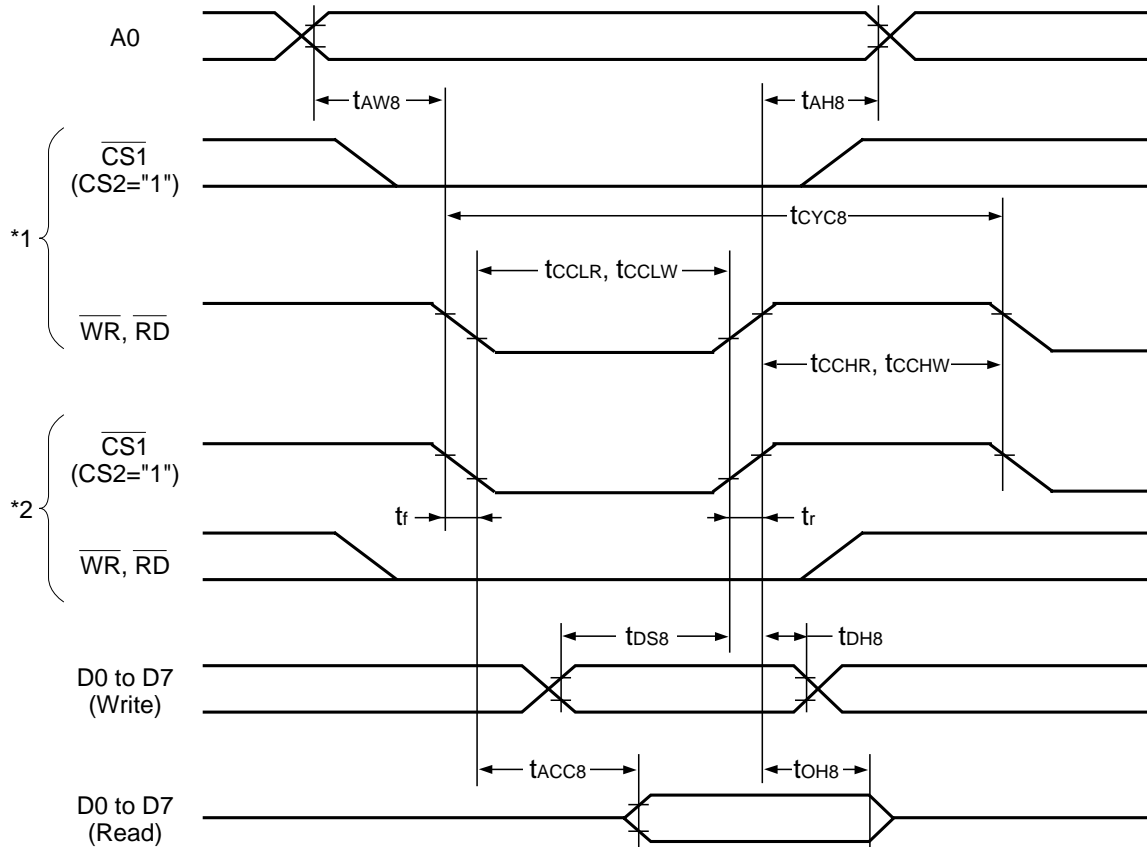 A0
tAW8
tAH8
CS1
(CS2="1")
tCYC8
*1
tCCLR, tCCLW
WR, RD
tCCHR, tCCHW
CS1
(CS2="1")
*2
tf
tr
WR, RD
tDS8
tDH8
D0 to D7
(Write)
tACC8
tOH8
D0 to D7
(Read)